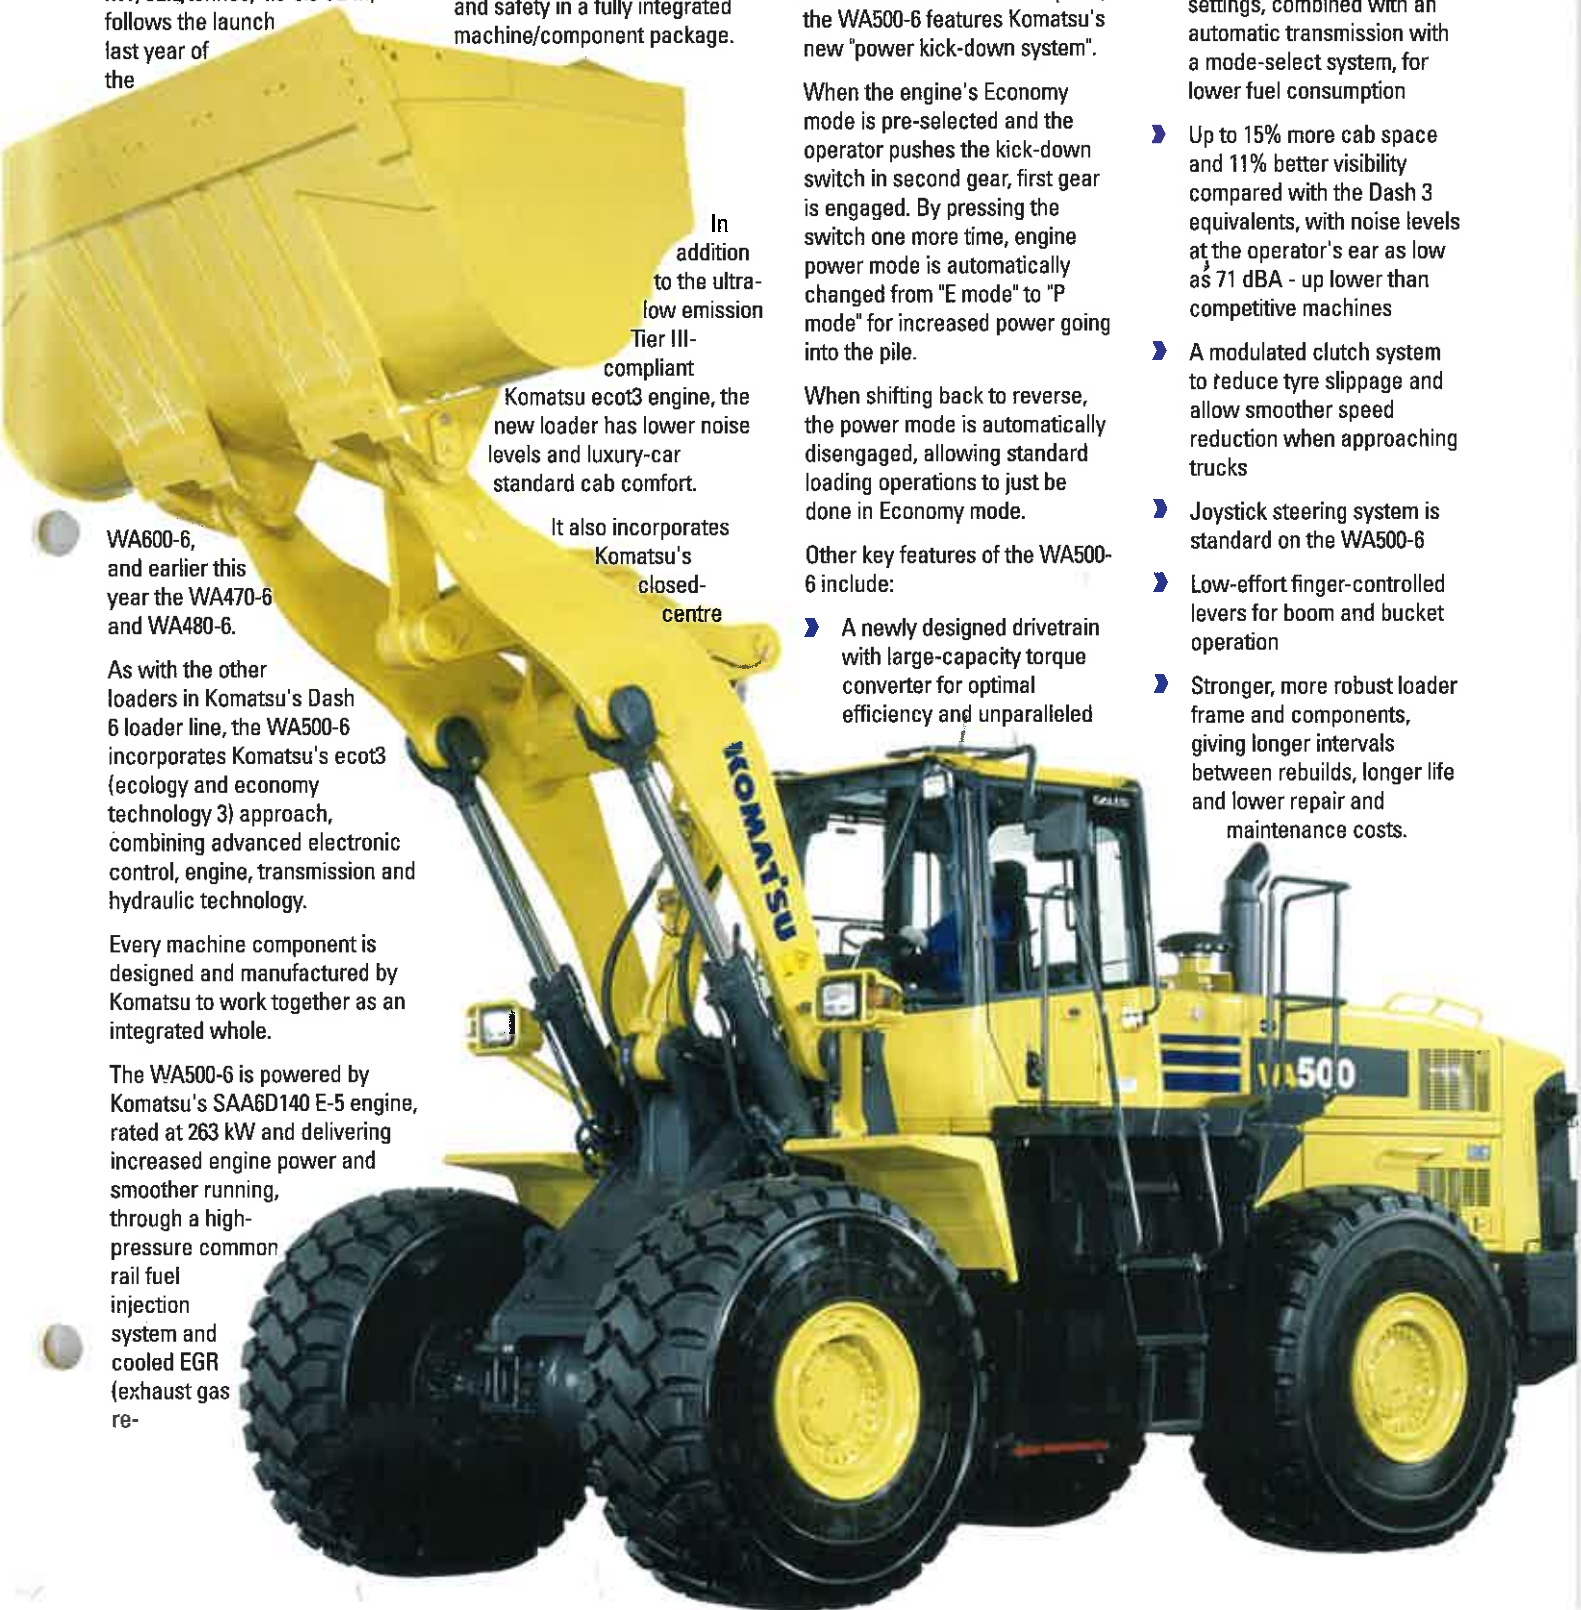 follows the launch
last year of
the
WA600-6,
and earlier this
year the WA470-6
and WA480-6.
As with the other
loaders in Komatsu's Dash
6 loader line, the WA500-6
incorporates Komatsu's ecot3
(ecology and economy
technology 3) approach,
combining advanced electronic
control, engine, transmission and
hydraulic technology.
Every machine component is
designed and manufactured by
Komatsu to work together as an
integrated whole.
The WA500-6 is powered by
Komatsu's SAA6D140 E-5 engine,
rated at 263 kW and delivering
increased engine power and
smoother running,
through a high-
pressure common
rail fuel
injection
system and
cooled EGR
(exhaust gas
re-
and safety in a fully integrated
machine/component package.
In
addition
to the ultra-
low emission
Tier III-
compliant
Komatsu ecot3 engine, the
new loader has lower noise
levels and luxury-car
standard cab comfort.
It also incorporates
Komatsu's
closed-
centre
the WA500-6 features Komatsu's
new "power kick-down system".
When the engine's Economy
mode is pre-selected and the
operator pushes the kick-down
switch in second gear, first gear
is engaged. By pressing the
switch one more time, engine
power mode is automatically
changed from "E mode" to "P
mode" for increased power going
into the pile.
When shifting back to reverse,
the power mode is automatically
disengaged, allowing standard
loading operations to just be
done in Economy mode.
Other key features of the WA500-
6 include:
A newly designed drivetrain
with large-capacity torque
converter for optimal
efficiency and unparalleled
settings, combined with an
automatic transmission with
a mode-select system, for
lower fuel consumption
Up to 15% more cab space
and 11% better visibility
compared with the Dash 3
equivalents, with noise levels
at the operator's ear as low
as 71 dBA - up lower than
competitive machines
A modulated clutch system
to reduce tyre slippage and
allow smoother speed
reduction when approaching
trucks
Joystick steering system is
standard on the WA500-6
Low-effort finger-controlled
levers for boom and bucket
operation
Stronger, more robust loader
frame and components,
giving longer intervals
between rebuilds, longer life
and lower repair and
maintenance costs.
KOMATSU
WA500